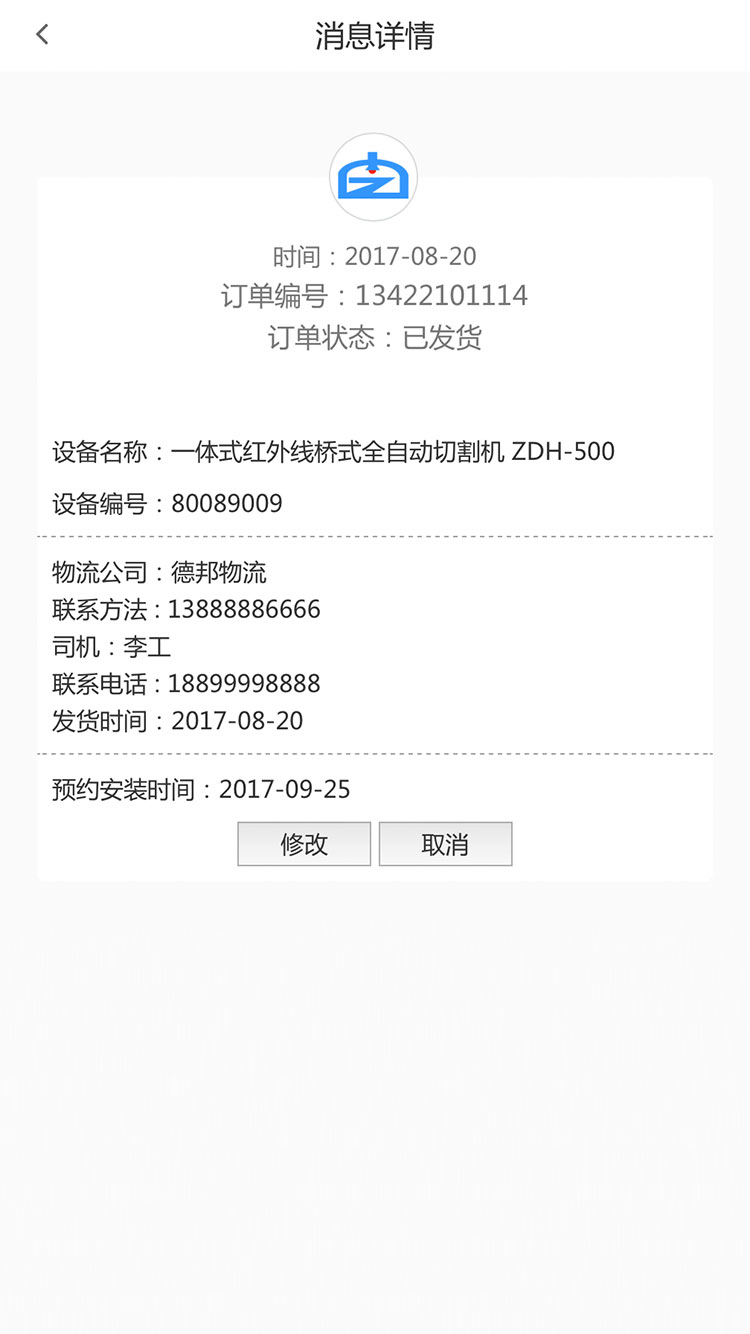 消息详情
时间：2017-08-20
订单编号：13422101114
订单状态：已发货
设备名称：一体式红外线桥式全自动切割机 ZDH-500
设备编号：80089009
物流公司：德邦物流
联系方法：13888886666
司机：李工
联系电话：18899998888
发货时间：2017-08-20
预约安装时间：2017-09-25
修改 取消